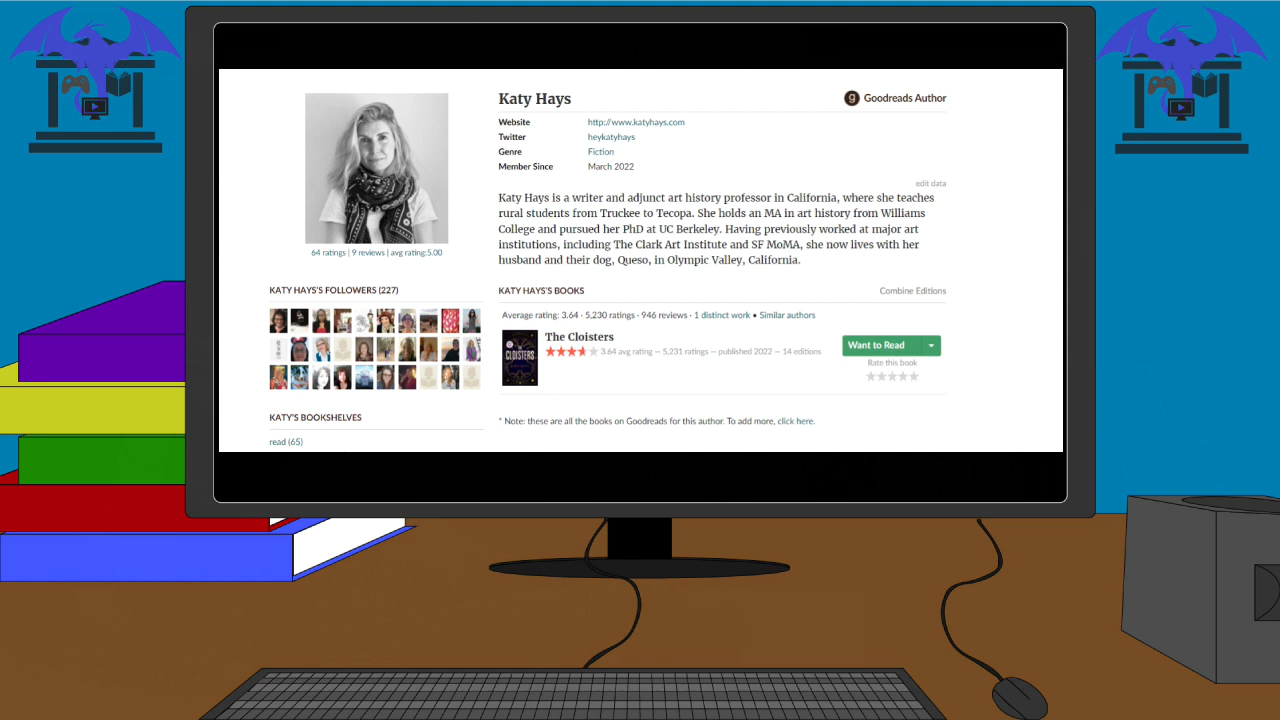 Katy Hays
Goodreads Author
Website http://www.katyhays.com
Twitter heykatyhays
Genre Fiction
Member Since March 2022
edit data
Katy Hays is a writer and adjunct art history professor in California, where she teaches
rural students from Truckee to Tecopa. She holds an MA in art history from Williams
College and pursued her PhD at UC Berkeley. Having previously worked at major art
institutions, including The Clark Art Institute and SF MoMA, she now lives with her
husband and their dog, Queso, in Olympic Valley, California.
64 ratings | 9 reviews | avg rating:5.00
KATY HAYS'S FOLLOWERS (227)
KATY'S BOOKSHELVES
read (65)
KATY HAYS'S BOOKS
Combine Editions
Average rating: 3.64 · 5,230 ratings · 946 reviews · 1 distinct work • Similar authors
THE
CLOISTERS
The Cloisters
3.64 avg rating — 5,231 ratings — published 2022 — 14 editions
Want to Read
Rate this book
* Note: these are all the books on Goodreads for this author. To add more, click here.